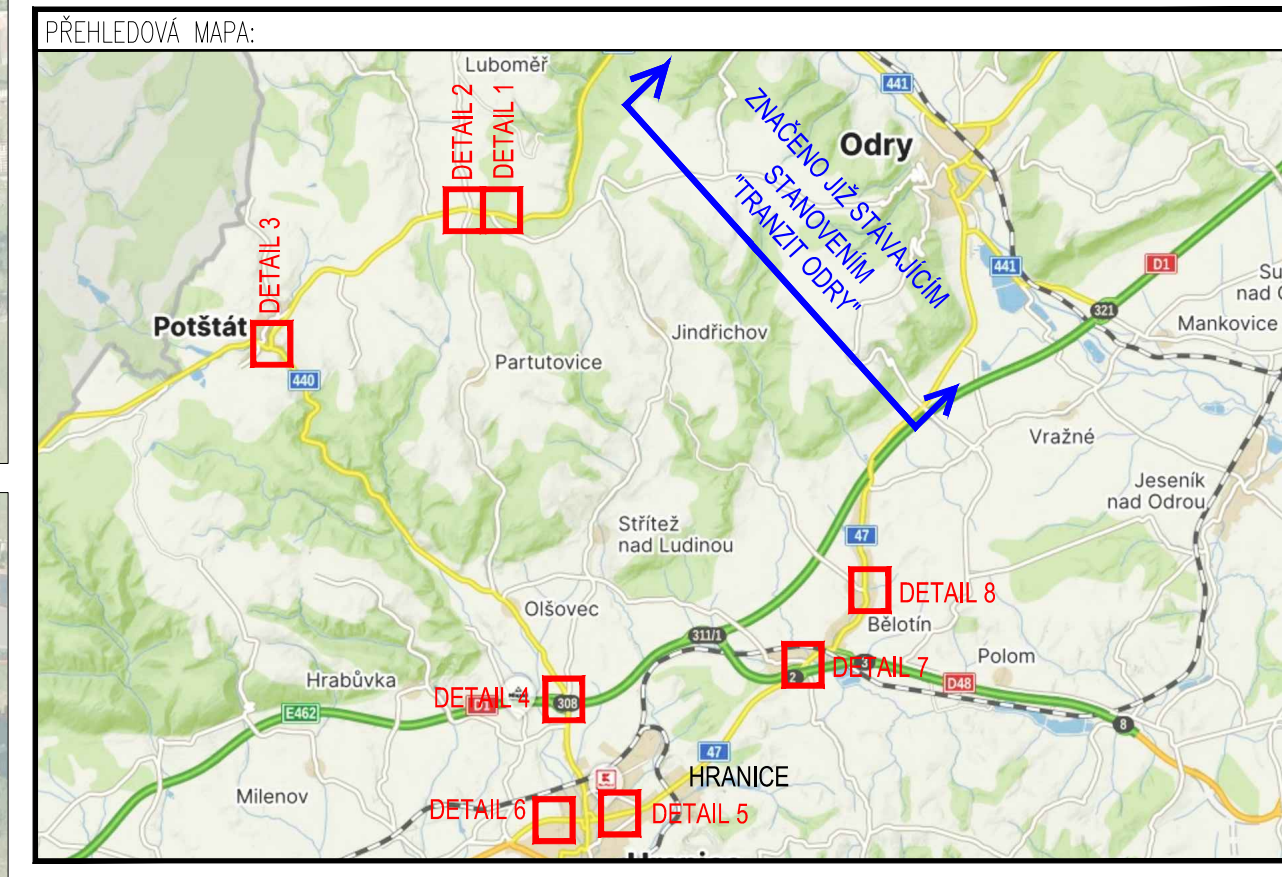 PŘEHLEDOVÁ MAPA:
Luboměř
DETAIL 2
DETAIL 1
441
ZNAČENO JIŽ STÁVAJÍCÍM
STANOVENÍM
"TRANZIT ODRY"
Odry
DETAIL 3
441
D1
Su
nad O
321
Mankovice
Potštát
Jindřichov
Partutovice
440
Vražné
Jeseník
nad Odrou
Střítež
nad Ludinou
47
DETAIL 8
Olšovec
Bělotín
311/1
Polom
DETAIL 7
2
D48
Hrabůvka
DETAIL 4
D1
308
E462
8
47
HRANICE
Milenov
DETAIL 6
DETAIL 5